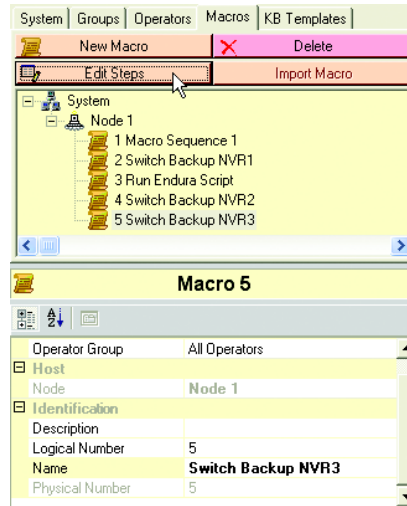 System Groups Operators Macros KB Templates
New Macro Delete
Edit Steps Import Macro
System
Node 1
1 Macro Sequence 1
2 Switch Backup NVR1
3 Run Endura Script
4 Switch Backup NVR2
5 Switch Backup NVR3
Macro 5
Operator Group All Operators
Host
Node Node 1
Identification
Description
Logical Number 5
Name Switch Backup NVR3
Physical Number 5